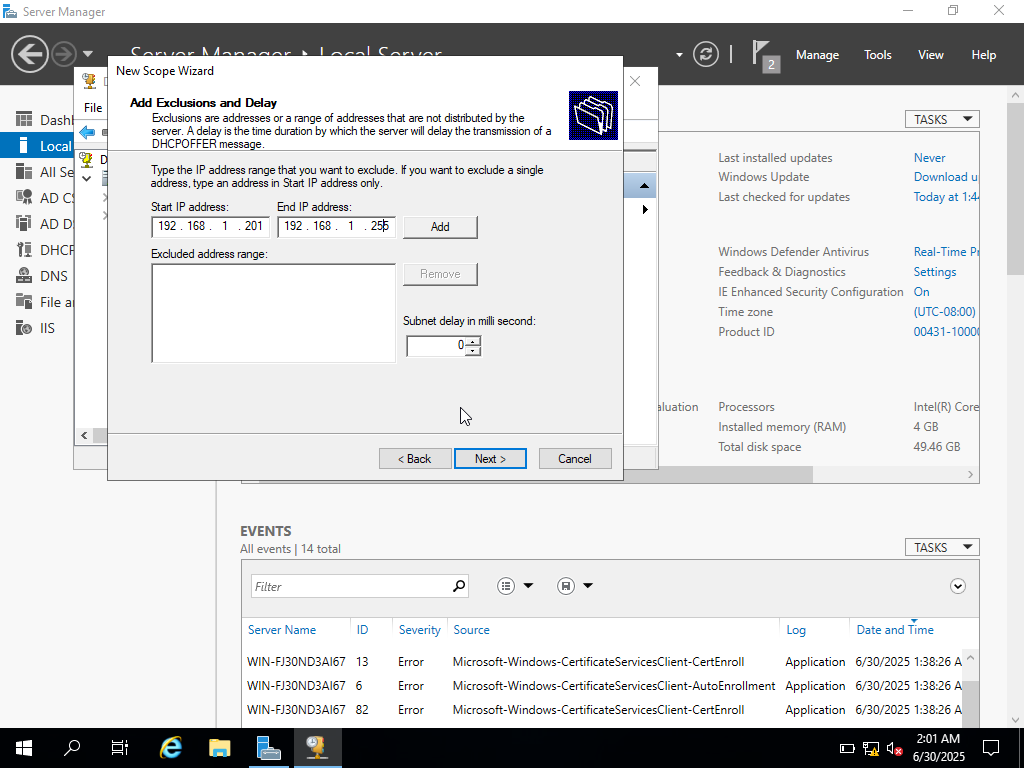 Server Manager
Server Manager ▸ Local Server
2
Manage
Tools
View
Help
New Scope Wizard
Add Exclusions and Delay
Exclusions are addresses or a range of addresses that are not distributed by the
server. A delay is the time duration by which the server will delay the transmission of a
DHCPOFFER message.
Type the IP address range that you want to exclude. If you want to exclude a single
address, type an address in Start IP address only.
Start IP address:
End IP address:
192 . 168 . 1 . 201
192 . 168 . 1 . 255
Add
Excluded address range:
Remove
Subnet delay in milli second:
0
< Back
Next >
Cancel
File
D
Dashb
Local
All Se
AD CS
AD DS
DHCP
DNS
File an
IIS
TASKS
Last installed updates
Never
Windows Update
Download u
Last checked for updates
Today at 1:44
Windows Defender Antivirus
Real-Time Pr
Feedback & Diagnostics
Settings
IE Enhanced Security Configuration
On
Time zone
(UTC-08:00)
Product ID
00431-10000
aluation
Processors
Intel(R) Core
Installed memory (RAM)
4 GB
Total disk space
49.46 GB
EVENTS
All events | 14 total
TASKS
Filter
Server Name ID Severity Source Log Date and Time
WIN-FJ30ND3AI67 13 Error Microsoft-Windows-CertificateServicesClient-CertEnroll Application 6/30/2025 1:38:26 A
WIN-FJ30ND3AI67 6 Error Microsoft-Windows-CertificateServicesClient-AutoEnrollment Application 6/30/2025 1:38:26 A
WIN-FJ30ND3AI67 82 Error Microsoft-Windows-CertificateServicesClient-CertEnroll Application 6/30/2025 1:38:26 A
2:01 AM
6/30/2025